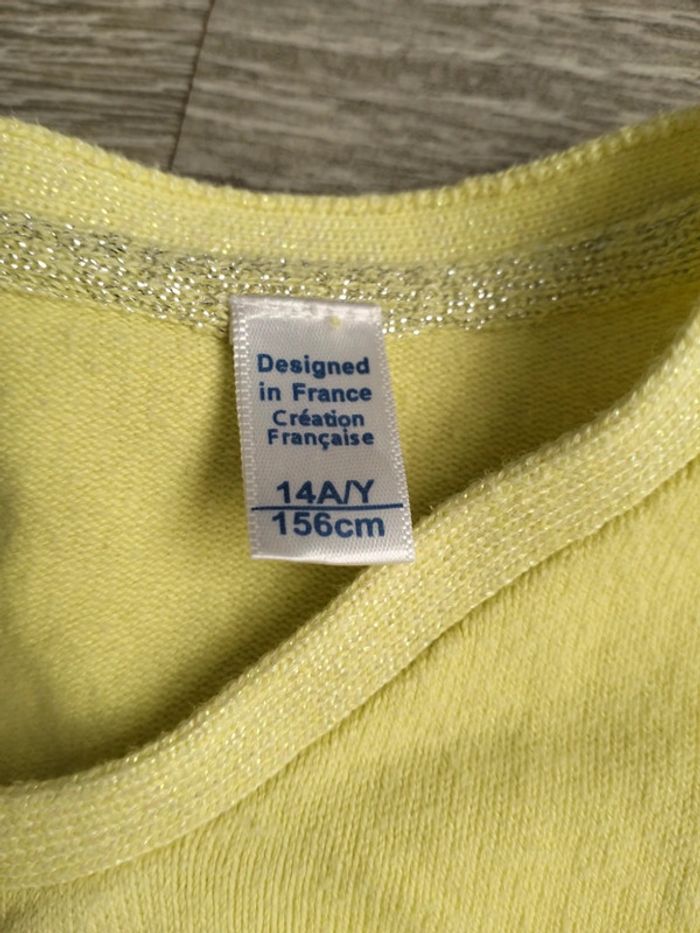 Designed
in France
Création
Française
14A/Y
156cm